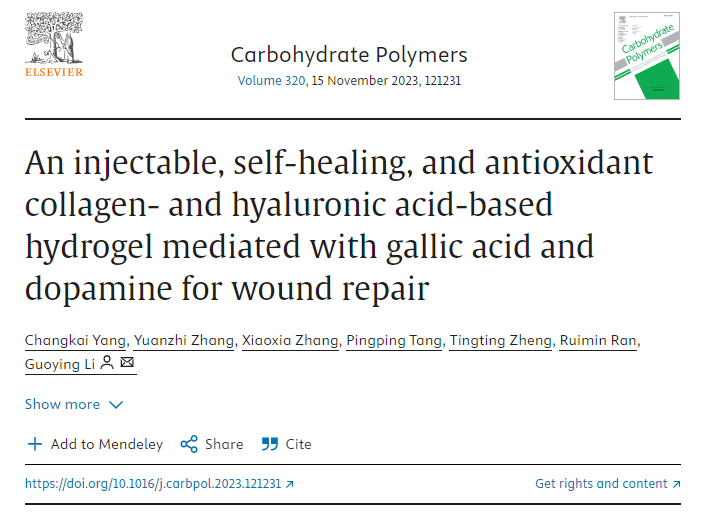 ELSEVIER
Carbohydrate Polymers
Volume 320, 15 November 2023, 121231
Carbohydrate
Polymers
An injectable, self-healing, and antioxidant
collagen- and hyaluronic acid-based
hydrogel mediated with gallic acid and
dopamine for wound repair
Changkai Yang, Yuanzhi Zhang, Xiaoxia Zhang, Pingping Tang, Tingting Zheng, Ruimin Ran,
Guoying Li
Show more
Add to Mendeley Share Cite
https://doi.org/10.1016/j.carbpol.2023.121231 Get rights and content